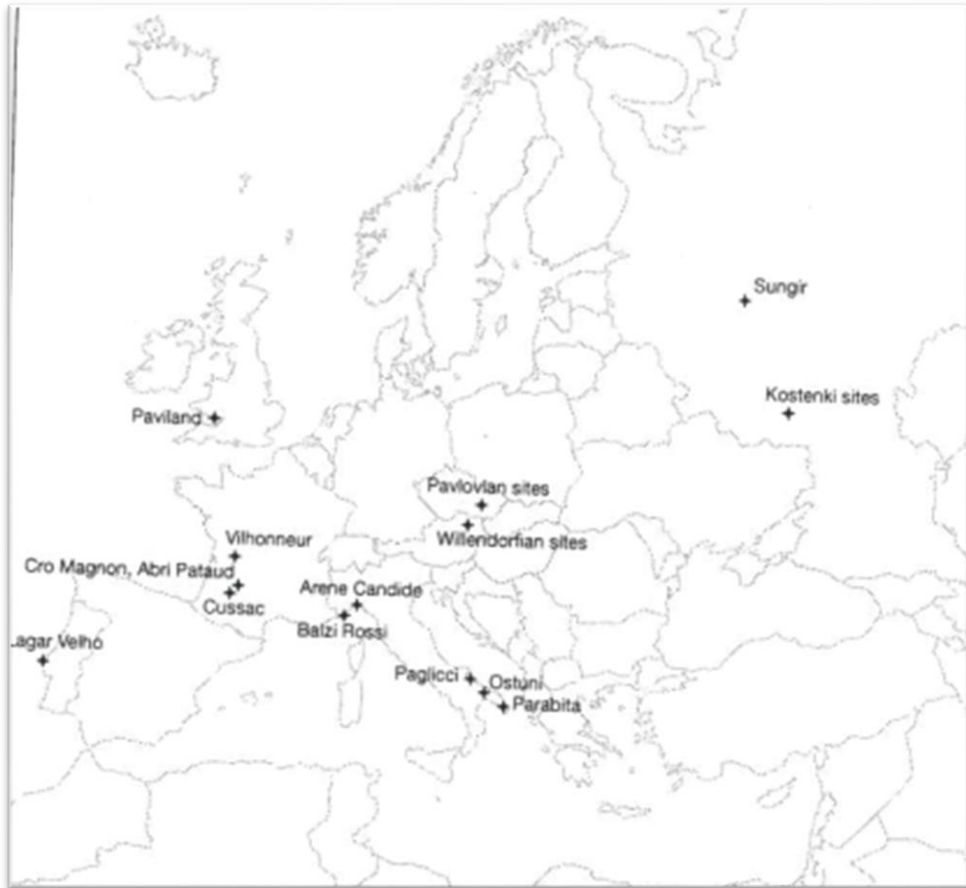 Sungir
Kostenki sites
Paviland
Pavlovian sites
Willendorfian sites
Vilhonneur
Cro Magnon, Abri Pataud
Cussac
Arene Candide
Balzi Rossi
Lagar Velho
Paglicci
Ostuni
Parabita